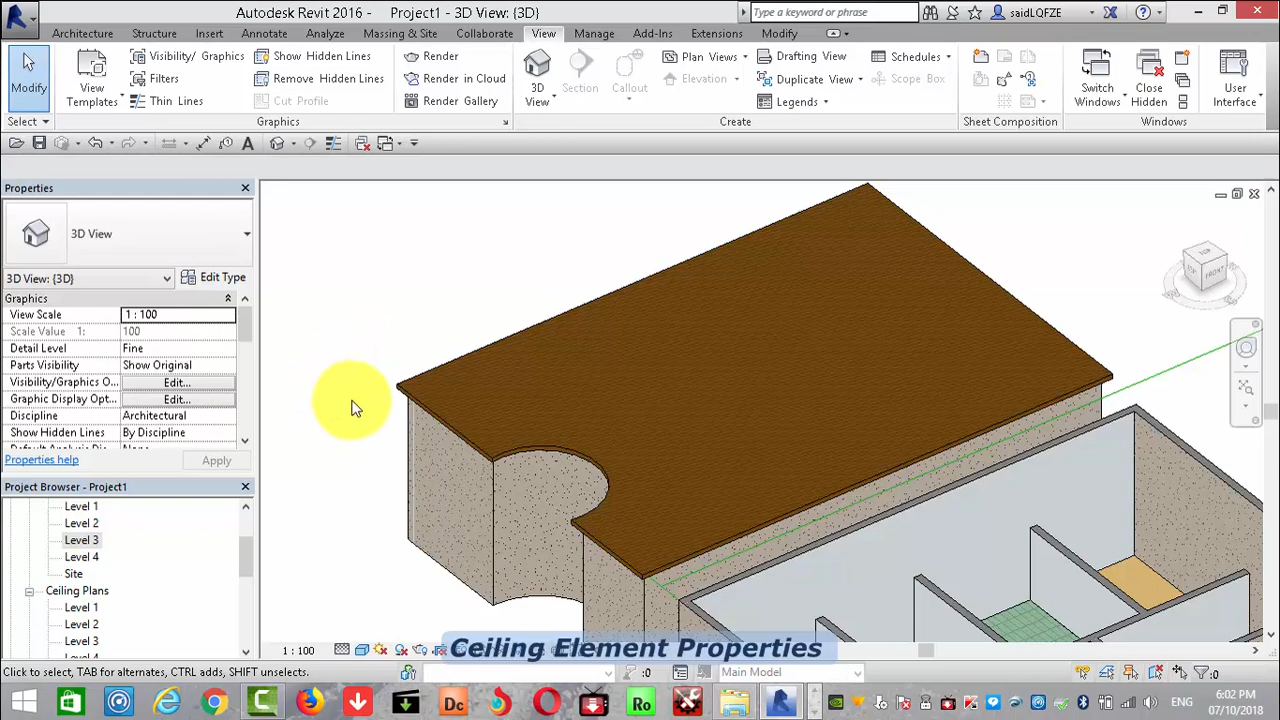 Autodesk Revit 2016 - Project1 - 3D View: {3D}
Type a keyword or phrase
saidLQFZE
Architecture Structure Insert Annotate Analyze Massing & Site Collaborate View Manage Add-Ins Extensions Modify
Modify
Select
View Templates
Visibility/ Graphics
Filters
Thin Lines
Show Hidden Lines
Remove Hidden Lines
Cut Profile
Graphics
Render
Render in Cloud
Render Gallery
3D View
Section
Callout
Plan Views
Elevation
Drafting View
Duplicate View
Legends
Schedules
Scope Box
Create
Sheet Composition
Switch Windows
Close Hidden
User Interface
Windows
Properties
3D View
3D View: {3D} Edit Type
Graphics
View Scale 1 : 100
Scale Value 1: 100
Detail Level Fine
Parts Visibility Show Original
Visibility/Graphics O... Edit...
Graphic Display Opt... Edit...
Discipline Architectural
Show Hidden Lines By Discipline
Properties help Apply
Project Browser - Project1
Level 1
Level 2
Level 3
Level 4
Site
Ceiling Plans
Level 1
Level 2
Level 3
TOP
FRONT
1 : 100
Ceiling Element Properties
Click to select, TAB for alternates, CTRL adds, SHIFT unselects.
:0
Main Model
:0
Dc
Ro
ENG
6:02 PM
07/10/2018